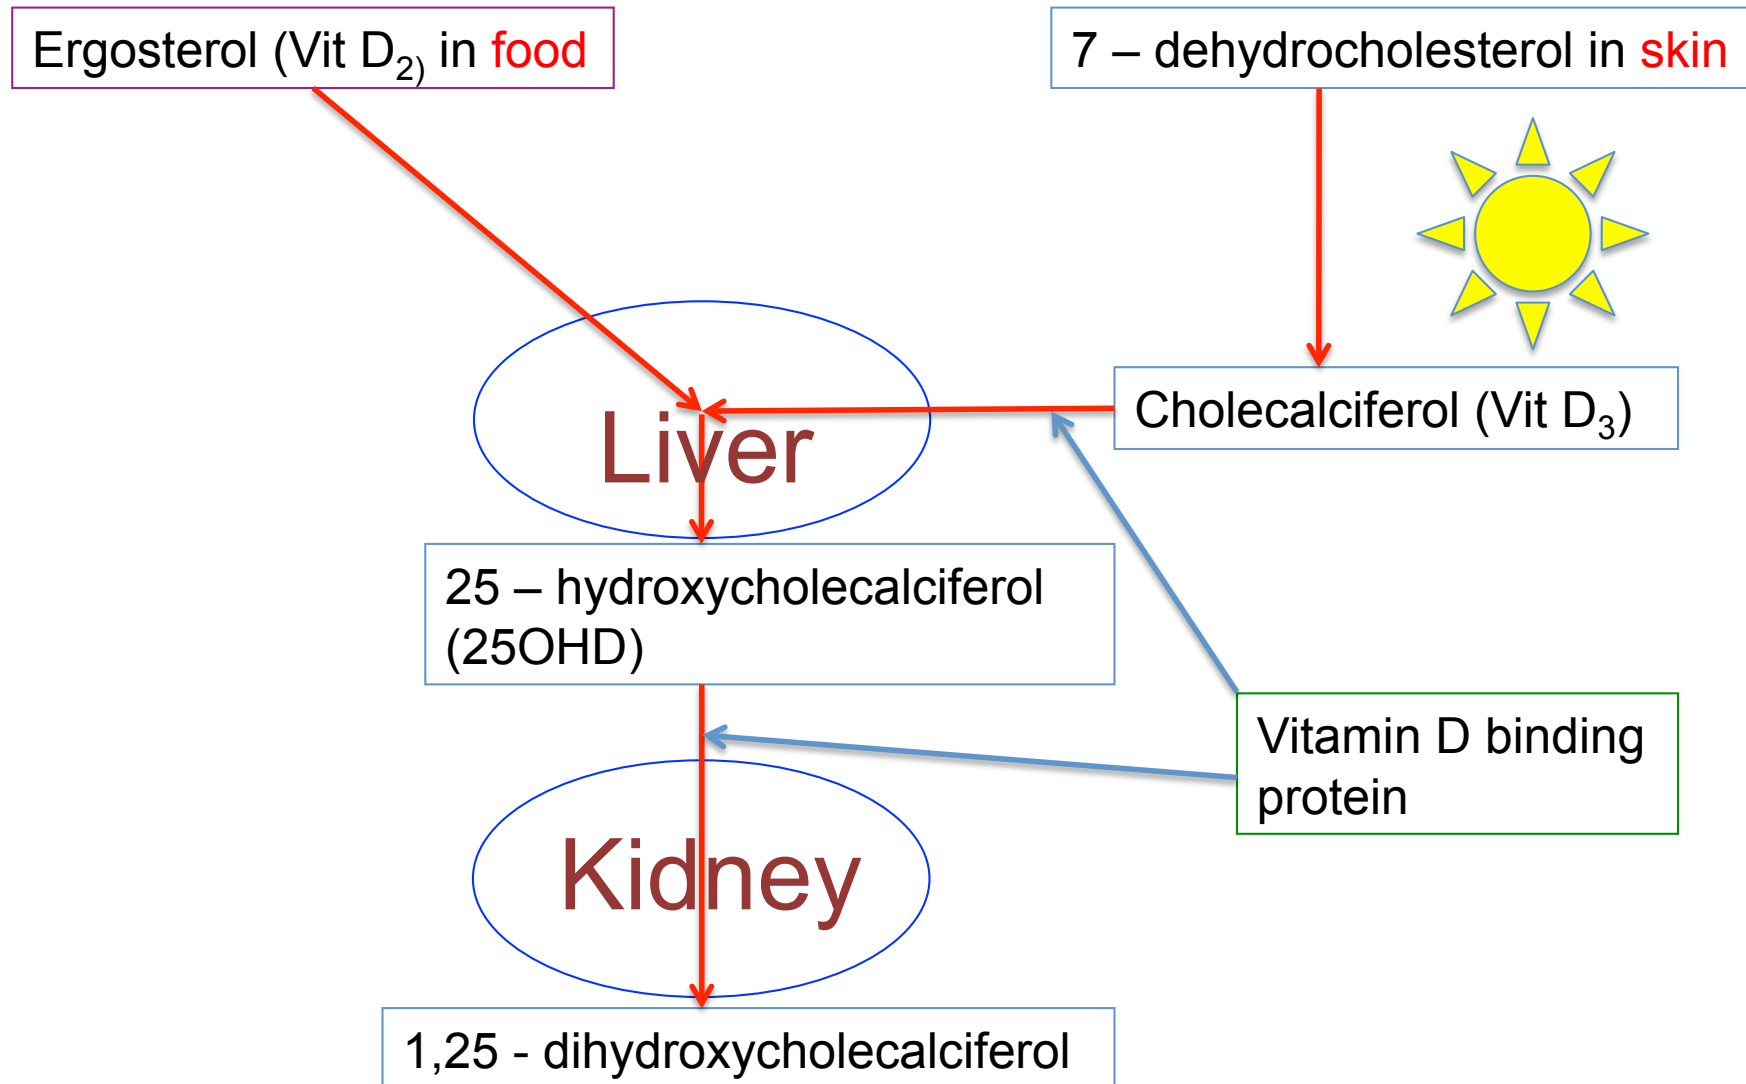 Ergosterol (Vit D2) in food
7 – dehydrocholesterol in skin
Cholecalciferol (Vit D3)
Liver
25 – hydroxycholecalciferol
(25OHD)
Vitamin D binding
protein
Kidney
1,25 - dihydroxycholecalciferol